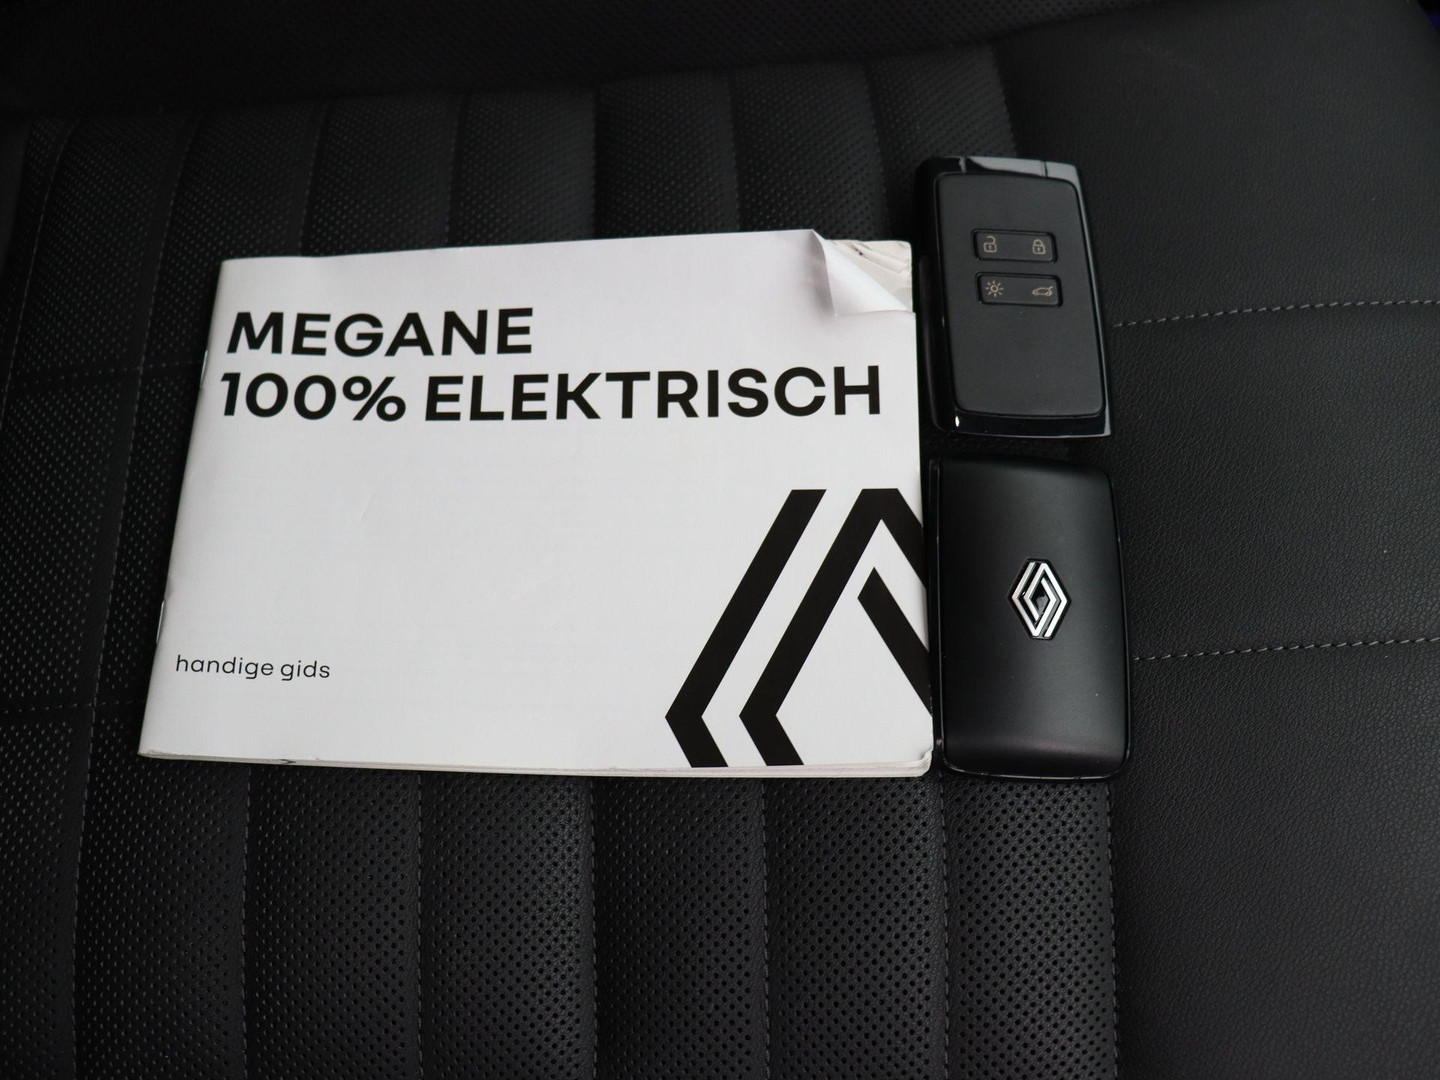 MEGANE
100% ELEKTRISCH
handige gids